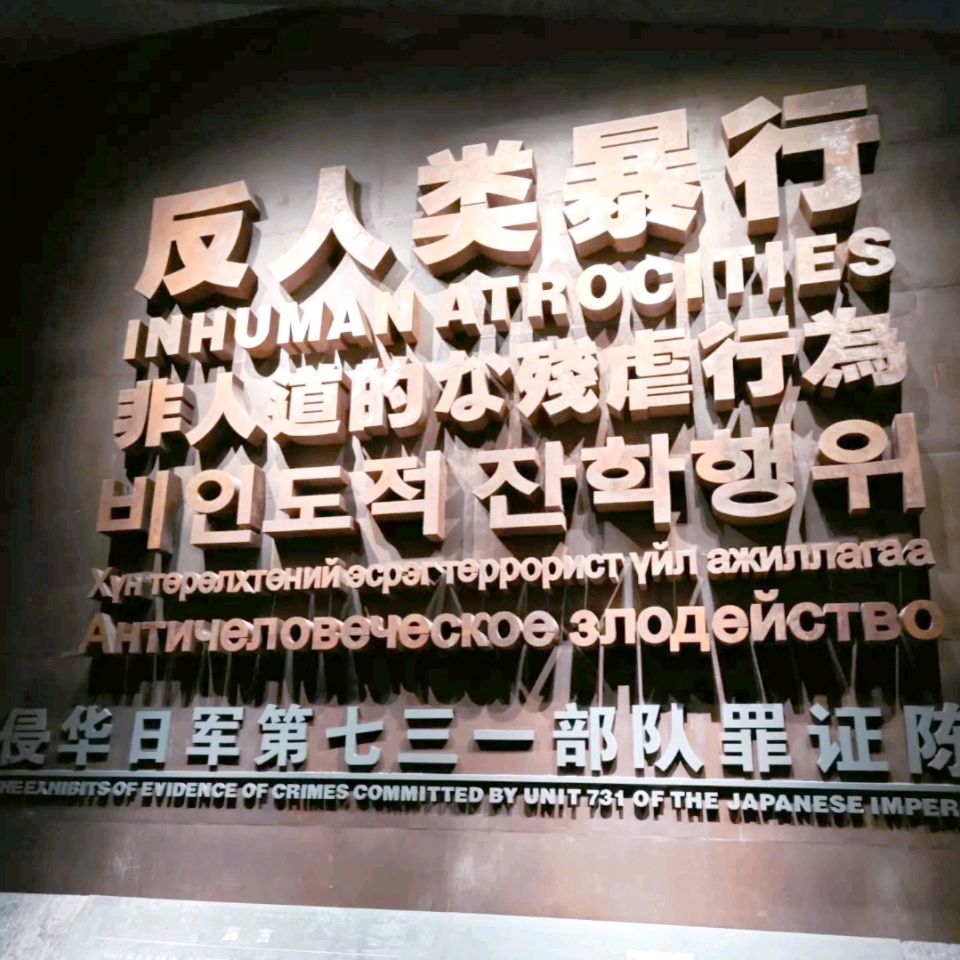 反人类暴行
INHUMAN ATROCITIES
非人道的な殘虐行為
비인도적 잔학행위
Хүн төрөлхтөний эсрэг террорист үйл ажиллагаа
Античеловеческое злодейство
侵华日军第七三一部队罪证陈
HE EXHIBITS OF EVIDENCE OF CRIMES COMMITTED BY UNIT 731 OF THE JAPANESE IMPER